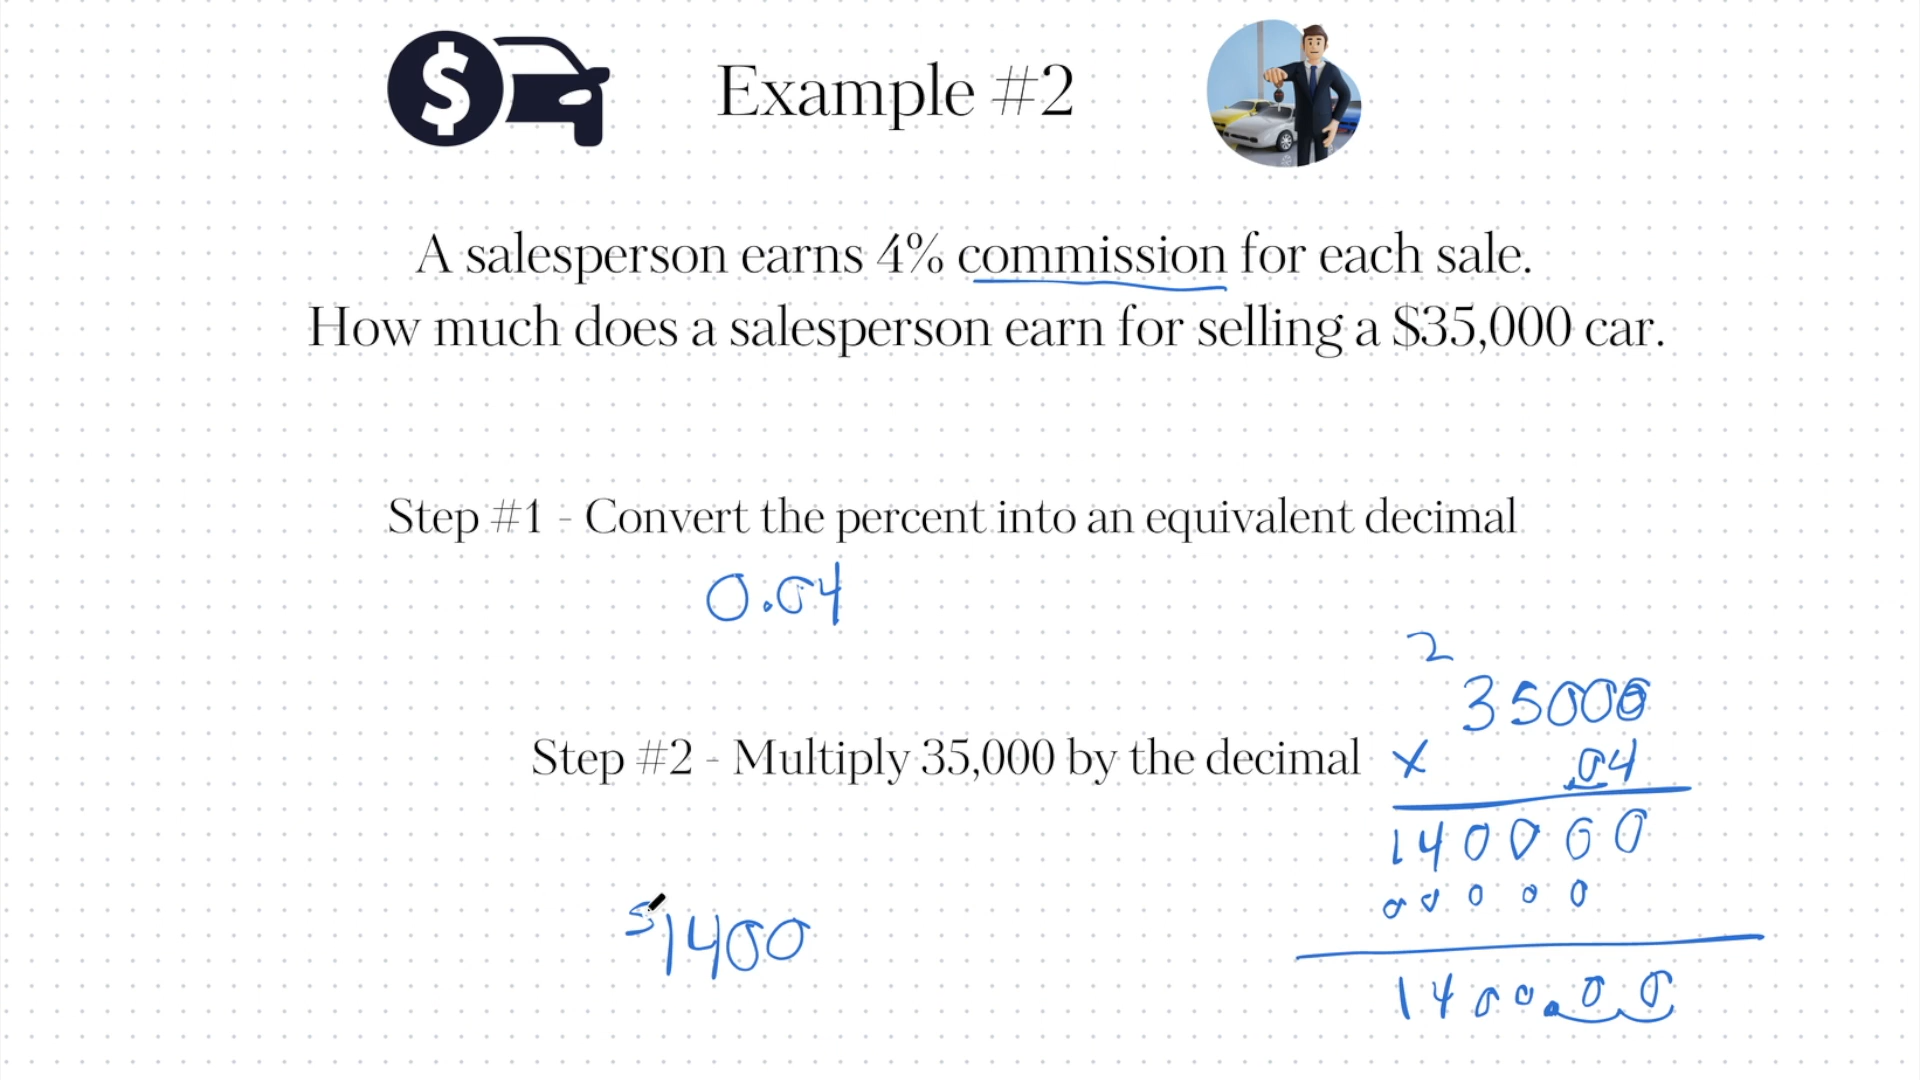 $ Example #2
A salesperson earns 4% commission for each sale.
How much does a salesperson earn for selling a $35,000 car.
Step #1 - Convert the percent into an equivalent decimal
0.04
Step #2 - Multiply 35,000 by the decimal
2
35000
× .04
140000
00000
1400.00
$1400